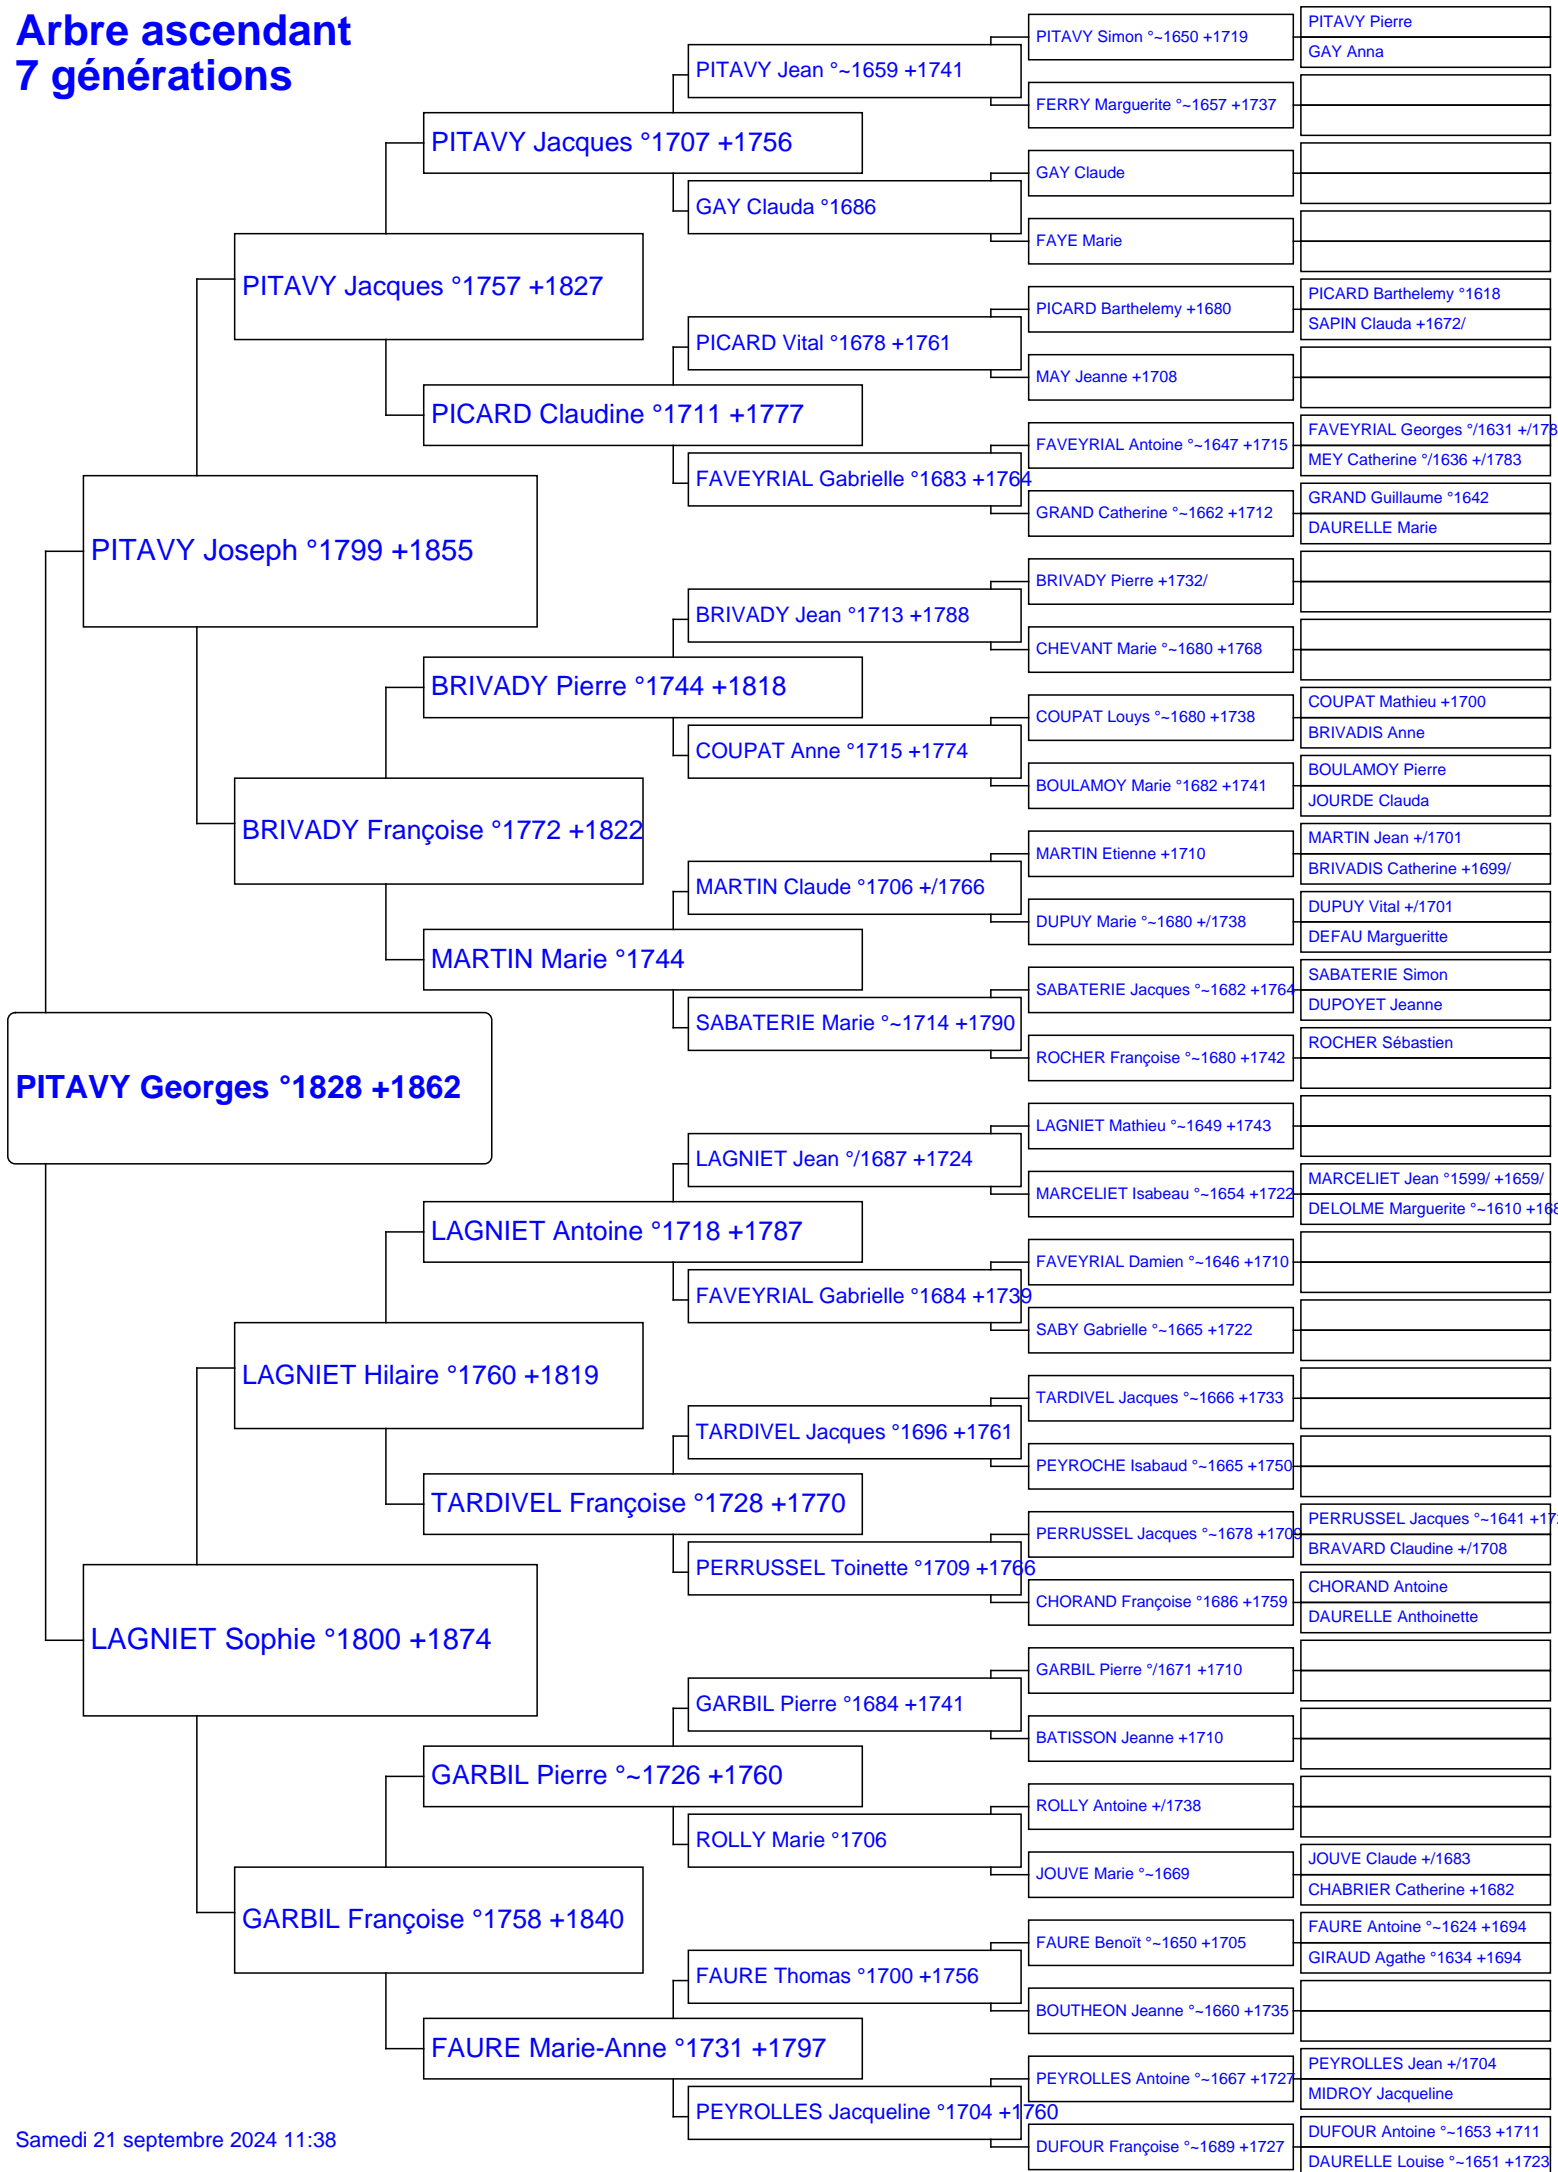 Arbre ascendant
7 générations
PITAVY Georges °1828 +1862
PITAVY Joseph °1799 +1855
LAGNIET Sophie °1800 +1874
PITAVY Jacques °1757 +1827
BRIVADY Françoise °1772 +1822
LAGNIET Hilaire °1760 +1819
GARBIL Françoise °1758 +1840
PITAVY Jacques °1707 +1756
PICARD Claudine °1711 +1777
BRIVADY Pierre °1744 +1818
MARTIN Marie °1744
LAGNIET Antoine °1718 +1787
TARDIVEL Françoise °1728 +1770
GARBIL Pierre °~1726 +1760
FAURE Marie-Anne °1731 +1797
PITAVY Jean °~1659 +1741
GAY Clauda °1686
PICARD Vital °1678 +1761
FAVEYRIAL Gabrielle °1683 +1764
BRIVADY Jean °1713 +1788
COUPAT Anne °1715 +1774
MARTIN Claude °1706 +/1766
SABATERIE Marie °~1714 +1790
LAGNIET Jean °/1687 +1724
FAVEYRIAL Gabrielle °1684 +1739
TARDIVEL Jacques °1696 +1761
PERRUSSEL Toinette °1709 +1766
GARBIL Pierre °1684 +1741
ROLLY Marie °1706
FAURE Thomas °1700 +1756
PEYROLLES Jacqueline °1704 +1760
PITAVY Simon °~1650 +1719
FERRY Marguerite °~1657 +1737
GAY Claude
FAYE Marie
PICARD Barthelemy +1680
MAY Jeanne +1708
FAVEYRIAL Antoine °~1647 +1715
GRAND Catherine °~1662 +1712
BRIVADY Pierre +1732/
CHEVANT Marie °~1680 +1768
COUPAT Louys °~1680 +1738
BOULAMOY Marie °1682 +1741
MARTIN Etienne +1710
DUPUY Marie °~1680 +/1738
SABATERIE Jacques °~1682 +1764
ROCHER Françoise °~1680 +1742
LAGNIET Mathieu °~1649 +1743
MARCELIET Isabeau °~1654 +1722
FAVEYRIAL Damien °~1646 +1710
SABY Gabrielle °~1665 +1722
TARDIVEL Jacques °~1666 +1733
PEYROCHE Isabaud °~1665 +1750
PERRUSSEL Jacques °~1678 +1709
CHORAND Françoise °1686 +1759
GARBIL Pierre °/1671 +1710
BATISSON Jeanne +1710
ROLLY Antoine +/1738
JOUVE Marie °~1669
FAURE Benoït °~1650 +1705
BOUTHEON Jeanne °~1660 +1735
PEYROLLES Antoine °~1667 +1727
DUFOUR Françoise °~1689 +1727
PITAVY Pierre
GAY Anna
PICARD Barthelemy °1618
SAPIN Clauda +1672/
FAVEYRIAL Georges °/1631 +/178
MEY Catherine °/1636 +/1783
GRAND Guillaume °1642
DAURELLE Marie
COUPAT Mathieu +1700
BRIVADIS Anne
BOULAMOY Pierre
JOURDE Clauda
MARTIN Jean +/1701
BRIVADIS Catherine +1699/
DUPUY Vital +/1701
DEFAU Margueritte
SABATERIE Simon
DUPOYET Jeanne
ROCHER Sébastien
MARCELIET Jean °1599/ +1659/
DELOLME Marguerite °~1610 +168
PERRUSSEL Jacques °~1641 +17
BRAVARD Claudine +/1708
CHORAND Antoine
DAURELLE Anthoinette
JOUVE Claude +/1683
CHABRIER Catherine +1682
FAURE Antoine °~1624 +1694
GIRAUD Agathe °1634 +1694
PEYROLLES Jean +/1704
MIDROY Jacqueline
DUFOUR Antoine °~1653 +1711
DAURELLE Louise °~1651 +1723
Samedi 21 septembre 2024 11:38